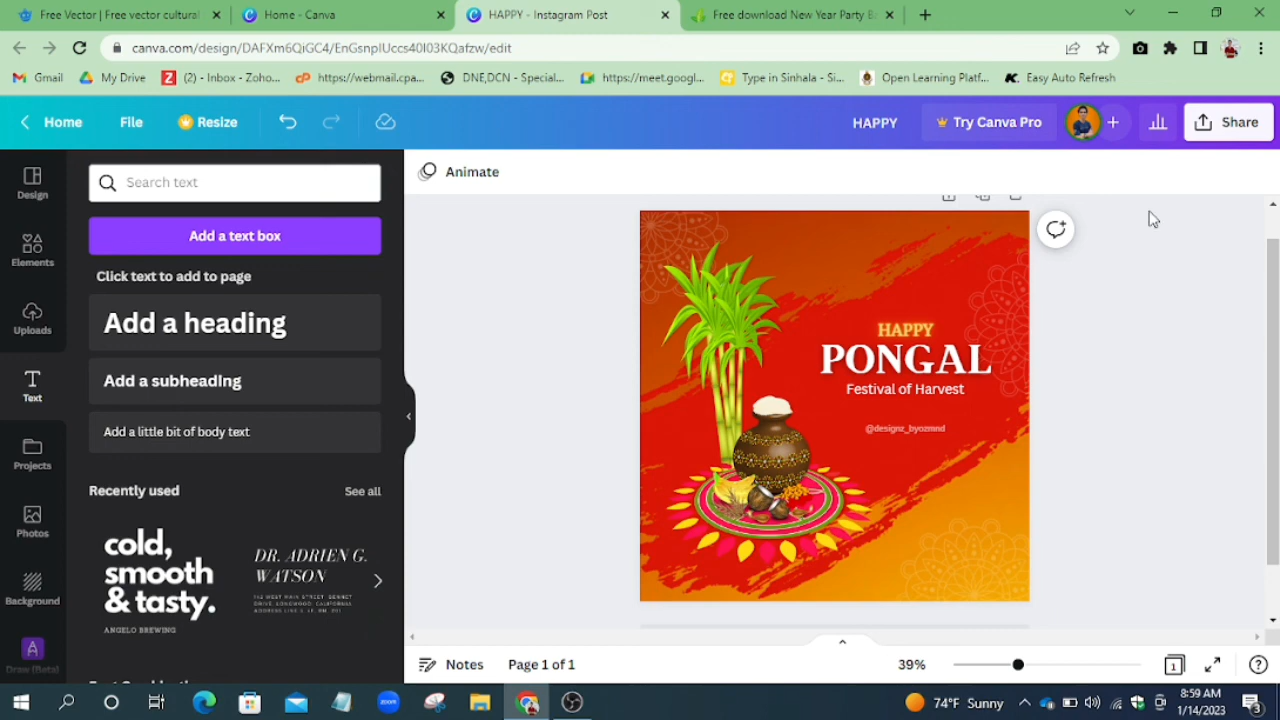 Free Vector | Free vector cultural
Home - Canva
HAPPY - Instagram Post
Free download New Year Party Ba
canva.com/design/DAFXm6QiGC4/EnGsnplUccs40I03KQafzw/edit
Gmail
My Drive
(2) - Inbox - Zoho...
https://webmail.cpa...
DNE,DCN - Special...
https://meet.googl...
Type in Sinhala - Si...
Open Learning Platf...
Easy Auto Refresh
Home
File
Resize
HAPPY
Try Canva Pro
Share
Design
Elements
Uploads
Text
Projects
Photos
Background
Draw (Beta)
Search text
Add a text box
Click text to add to page
Add a heading
Add a subheading
Add a little bit of body text
Recently used
See all
cold,
smooth
& tasty.
ANGELO BREWING
DR. ADRIEN G.
WATSON
Animate
HAPPY
PONGAL
Festival of Harvest
@designz_byozmnd
Notes
Page 1 of 1
39%
1
74°F Sunny
8:59 AM
1/14/2023
3